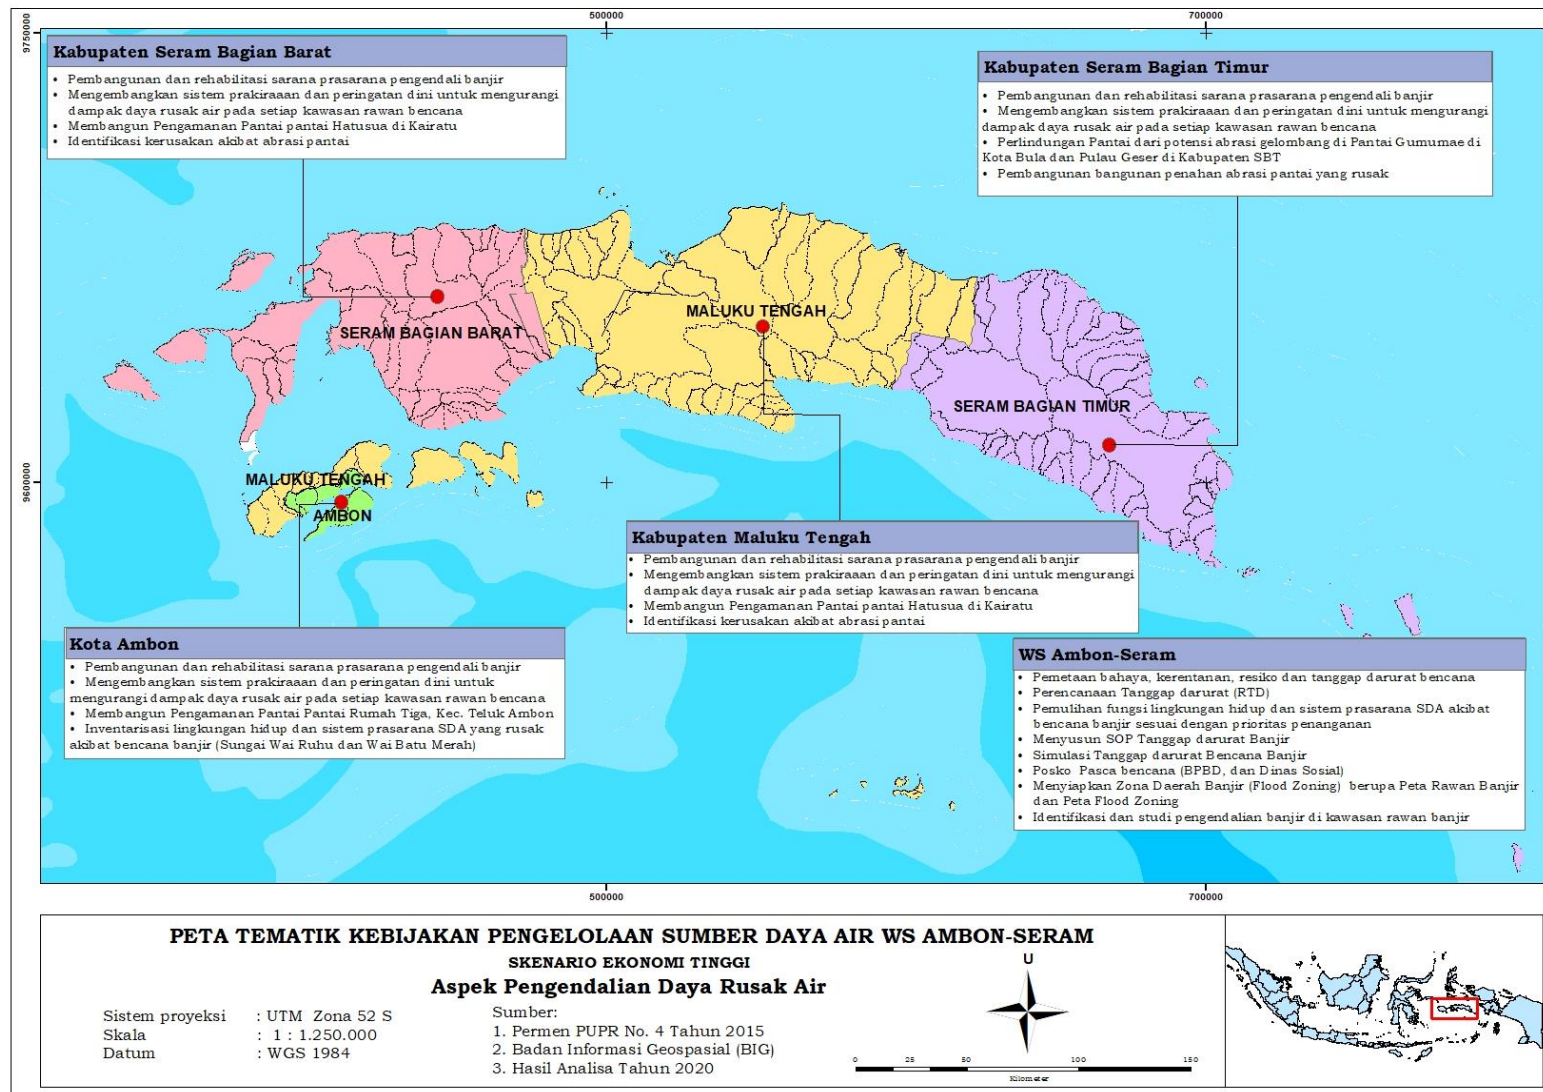 500000
700000
9750000
Kabupaten Seram Bagian Barat
• Pembangunan dan rehabilitasi sarana prasarana pengendali banjir
• Mengembangkan sistem prakiraaan dan peringatan dini untuk mengurangi
dampak daya rusak air pada setiap kawasan rawan bencana
• Membangun Pengamanan Pantai pantai Hatusua di Kairatu
• Identifikasi kerusakan akibat abrasi pantai
Kabupaten Seram Bagian Timur
• Pembangunan dan rehabilitasi sarana prasarana pengendali banjir
• Mengembangkan sistem prakiraaan dan peringatan dini untuk mengurangi
dampak daya rusak air pada setiap kawasan rawan bencana
• Perlindungan Pantai dari potensi abrasi gelombang di Pantai Gumumae di
Kota Bula dan Pulau Geser di Kabupaten SBT
• Pembangunan bangunan penahan abrasi pantai yang rusak
MALUKU TENGAH
SERAM BAGIAN BARAT
SERAM BAGIAN TIMUR
9600000
MALUKU TENGAH
AMBON
Kabupaten Maluku Tengah
• Pembangunan dan rehabilitasi sarana prasarana pengendali banjir
• Mengembangkan sistem prakiraaan dan peringatan dini untuk mengurangi
dampak daya rusak air pada setiap kawasan rawan bencana
• Membangun Pengamanan Pantai pantai Hatusua di Kairatu
• Identifikasi kerusakan akibat abrasi pantai
Kota Ambon
• Pembangunan dan rehabilitasi sarana prasarana pengendali banjir
• Mengembangkan sistem prakiraaan dan peringatan dini untuk
mengurangi dampak daya rusak air pada setiap kawasan rawan bencana
• Membangun Pengamanan Pantai Pantai Rumah Tiga, Kec. Teluk Ambon
• Inventarisasi lingkungan hidup dan sistem prasarana SDA yang rusak
akibat bencana banjir (Sungai Wai Ruhu dan Wai Batu Merah)
WS Ambon-Seram
• Pemetaan bahaya, kerentanan, resiko dan tanggap darurat bencana
• Perencanaan Tanggap darurat (RTD)
• Pemulihan fungsi lingkungan hidup dan sistem prasarana SDA akibat
bencana banjir sesuai dengan prioritas penanganan
• Menyusun SOP Tanggap darurat Banjir
• Simulasi Tanggap darurat Bencana Banjir
• Posko Pasca bencana (BPBD, dan Dinas Sosial)
• Menyiapkan Zona Daerah Banjir (Flood Zoning) berupa Peta Rawan Banjir
dan Peta Flood Zoning
• Identifikasi dan studi pengendalian banjir di kawasan rawan banjir
500000
700000
PETA TEMATIK KEBIJAKAN PENGELOLAAN SUMBER DAYA AIR WS AMBON-SERAM
SKENARIO EKONOMI TINGGI
Aspek Pengendalian Daya Rusak Air
Sistem proyeksi : UTM Zona 52 S
Skala : 1 : 1.250.000
Datum : WGS 1984
Sumber:
1. Permen PUPR No. 4 Tahun 2015
2. Badan Informasi Geospasial (BIG)
3. Hasil Analisa Tahun 2020
U
0 25 50 100 150
Kilometer